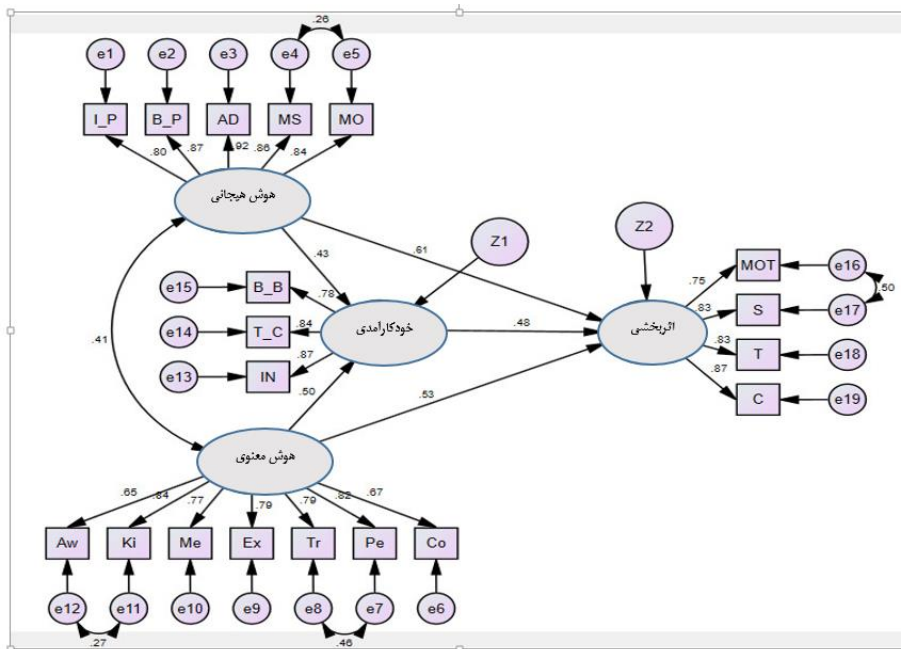 .26
e1 e2 e3 e4 e5
I_P B_P AD MS MO
.80 .87 .92 .86 .84
هوش هیجانی
Z1 Z2
.43 .61
e15 B_B .78
e14 T_C .84
e13 IN .87
خودکارآمدی
.48
اثربخشی
.75 MOT e16
.50
.83 S e17
.83 T e18
.87 C e19
.41
.50 .53
هوش معنوی
.65 .84 .77 .79 .79 .82 .67
Aw Ki Me Ex Tr Pe Co
e12 e11 e10 e9 e8 e7 e6
.27 .46